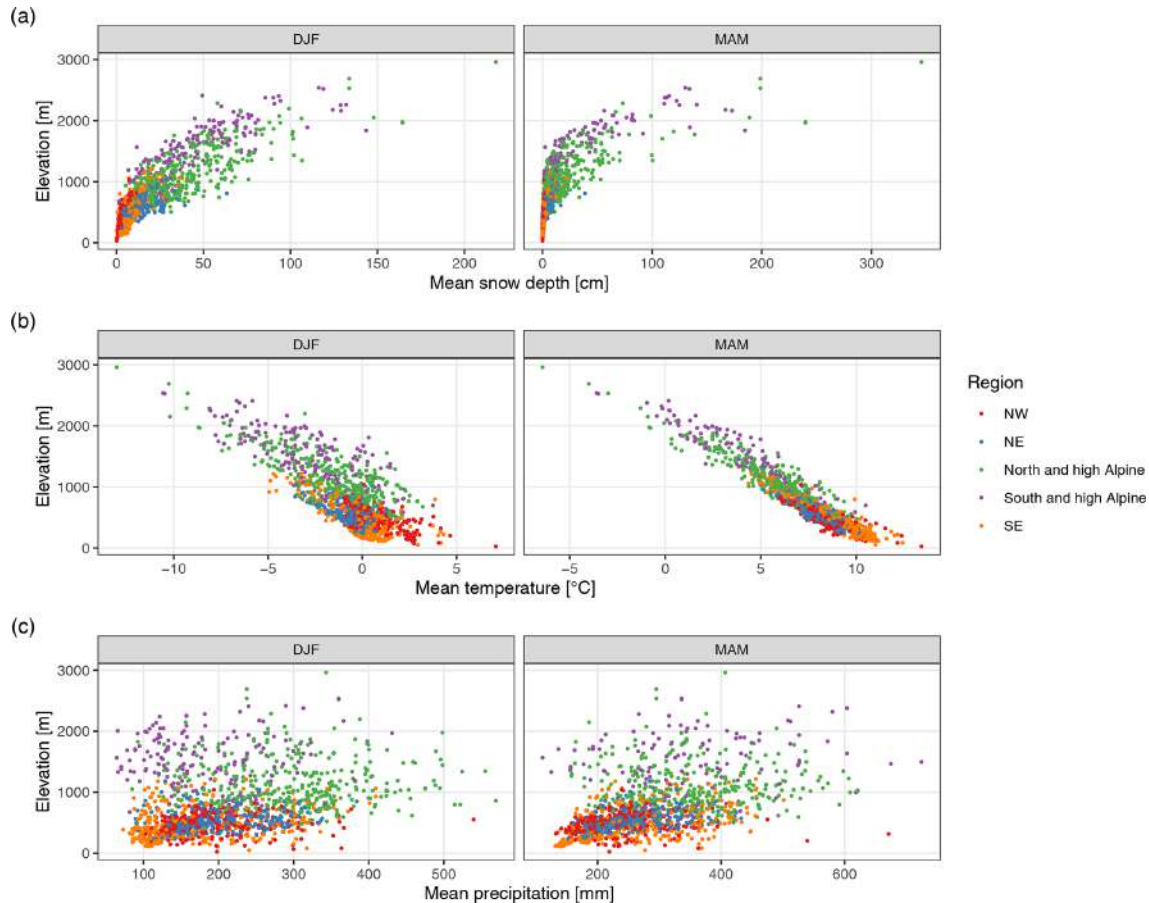 (a)
DJF
MAM
Elevation [m]
3000
2000
1000
0
0 50 100 150 200
0 100 200 300
Mean snow depth [cm]
(b)
DJF
MAM
Elevation [m]
3000
2000
1000
0
−10 −5 0 5
−5 0 5 10
Mean temperature [°C]
Region
NW
NE
North and high Alpine
South and high Alpine
SE
(c)
DJF
MAM
Elevation [m]
3000
2000
1000
0
100 200 300 400 500
200 400 600
Mean precipitation [mm]